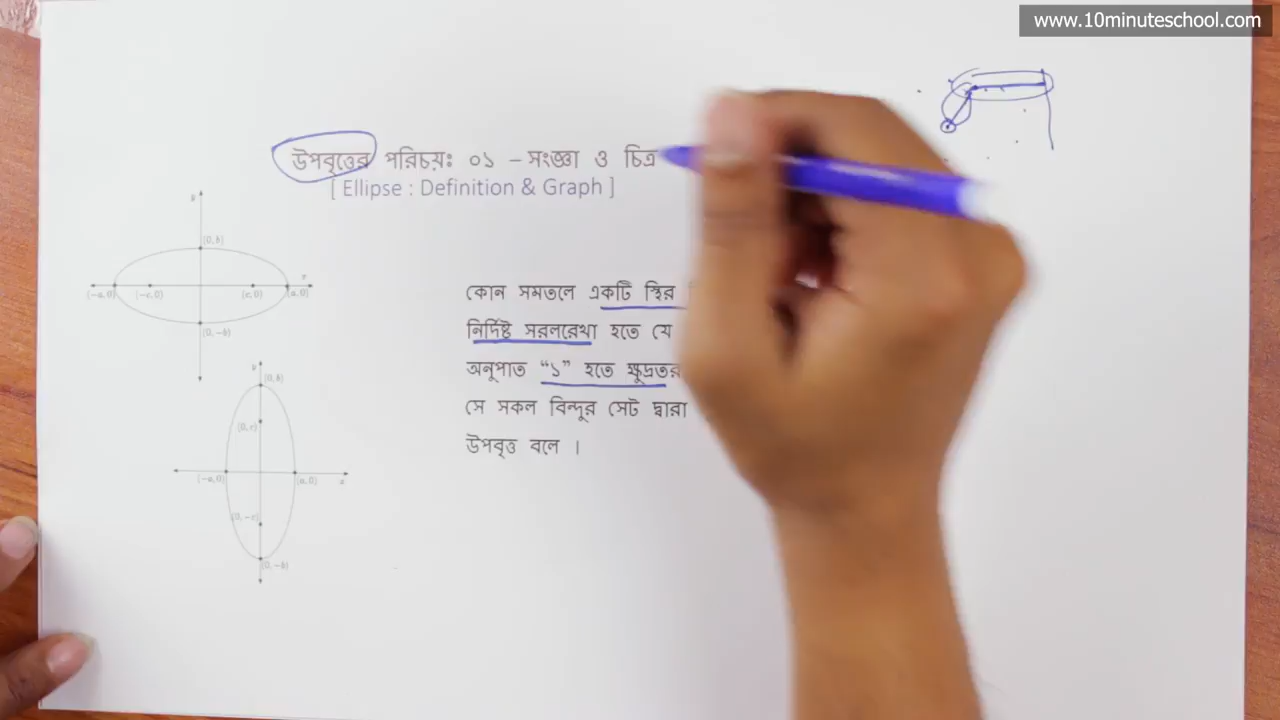 www.10minuteschool.com
উপবৃত্তের পরিচয়ঃ ০১ – সংজ্ঞা ও চিত্র
[ Ellipse : Definition & Graph ]
y
(0, b)
x
(−a, 0) (−c, 0) (c, 0) (a, 0)
(0, −b)
কোন সমতলে একটি স্থির
নির্দিষ্ট সরলরেখা হতে যে
অনুপাত “১” হতে ক্ষুদ্রতর
সে সকল বিন্দুর সেট দ্বারা
উপবৃত্ত বলে ।
y
(0, b)
(0, c)
(−a, 0) (a, 0) x
(0, −c)
(0, −b)